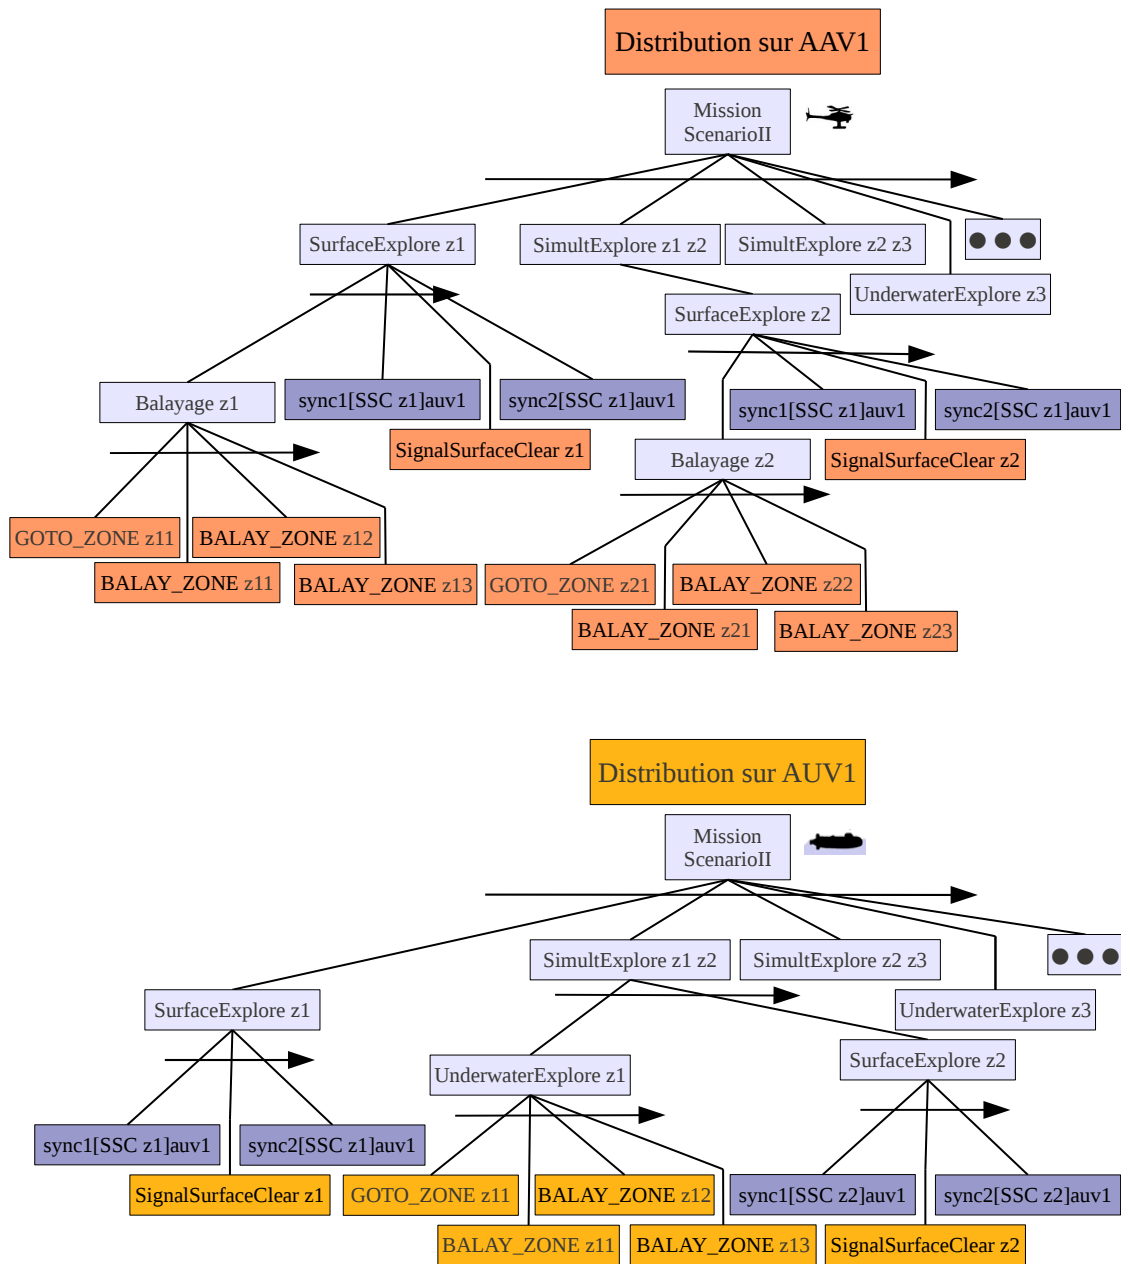 Distribution sur AAV1
Mission
ScenarioII
SurfaceExplore z1
SimultExplore z1 z2
SimultExplore z2 z3
UnderwaterExplore z3
SurfaceExplore z2
Balayage z1
sync1[SSC z1]auv1
sync2[SSC z1]auv1
sync1[SSC z1]auv1
sync2[SSC z1]auv1
SignalSurfaceClear z1
Balayage z2
SignalSurfaceClear z2
GOTO_ZONE z11
BALAY_ZONE z12
BALAY_ZONE z11
BALAY_ZONE z13
GOTO_ZONE z21
BALAY_ZONE z22
BALAY_ZONE z21
BALAY_ZONE z23
Distribution sur AUV1
Mission
ScenarioII
SimultExplore z1 z2
SimultExplore z2 z3
SurfaceExplore z1
UnderwaterExplore z3
UnderwaterExplore z1
SurfaceExplore z2
sync1[SSC z1]auv1
sync2[SSC z1]auv1
SignalSurfaceClear z1
GOTO_ZONE z11
BALAY_ZONE z12
sync1[SSC z2]auv1
sync2[SSC z2]auv1
BALAY_ZONE z11
BALAY_ZONE z13
SignalSurfaceClear z2